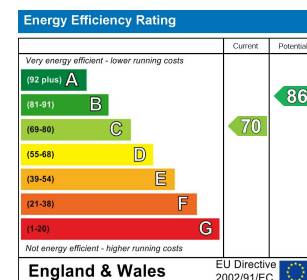 Energy Efficiency Rating
Current Potential
Very energy efficient - lower running costs
(92 plus) A
(81-91) B
86
(69-80) C
70
(55-68) D
(39-54) E
(21-38) F
(1-20) G
Not energy efficient - higher running costs
England & Wales
EU Directive
2002/91/EC